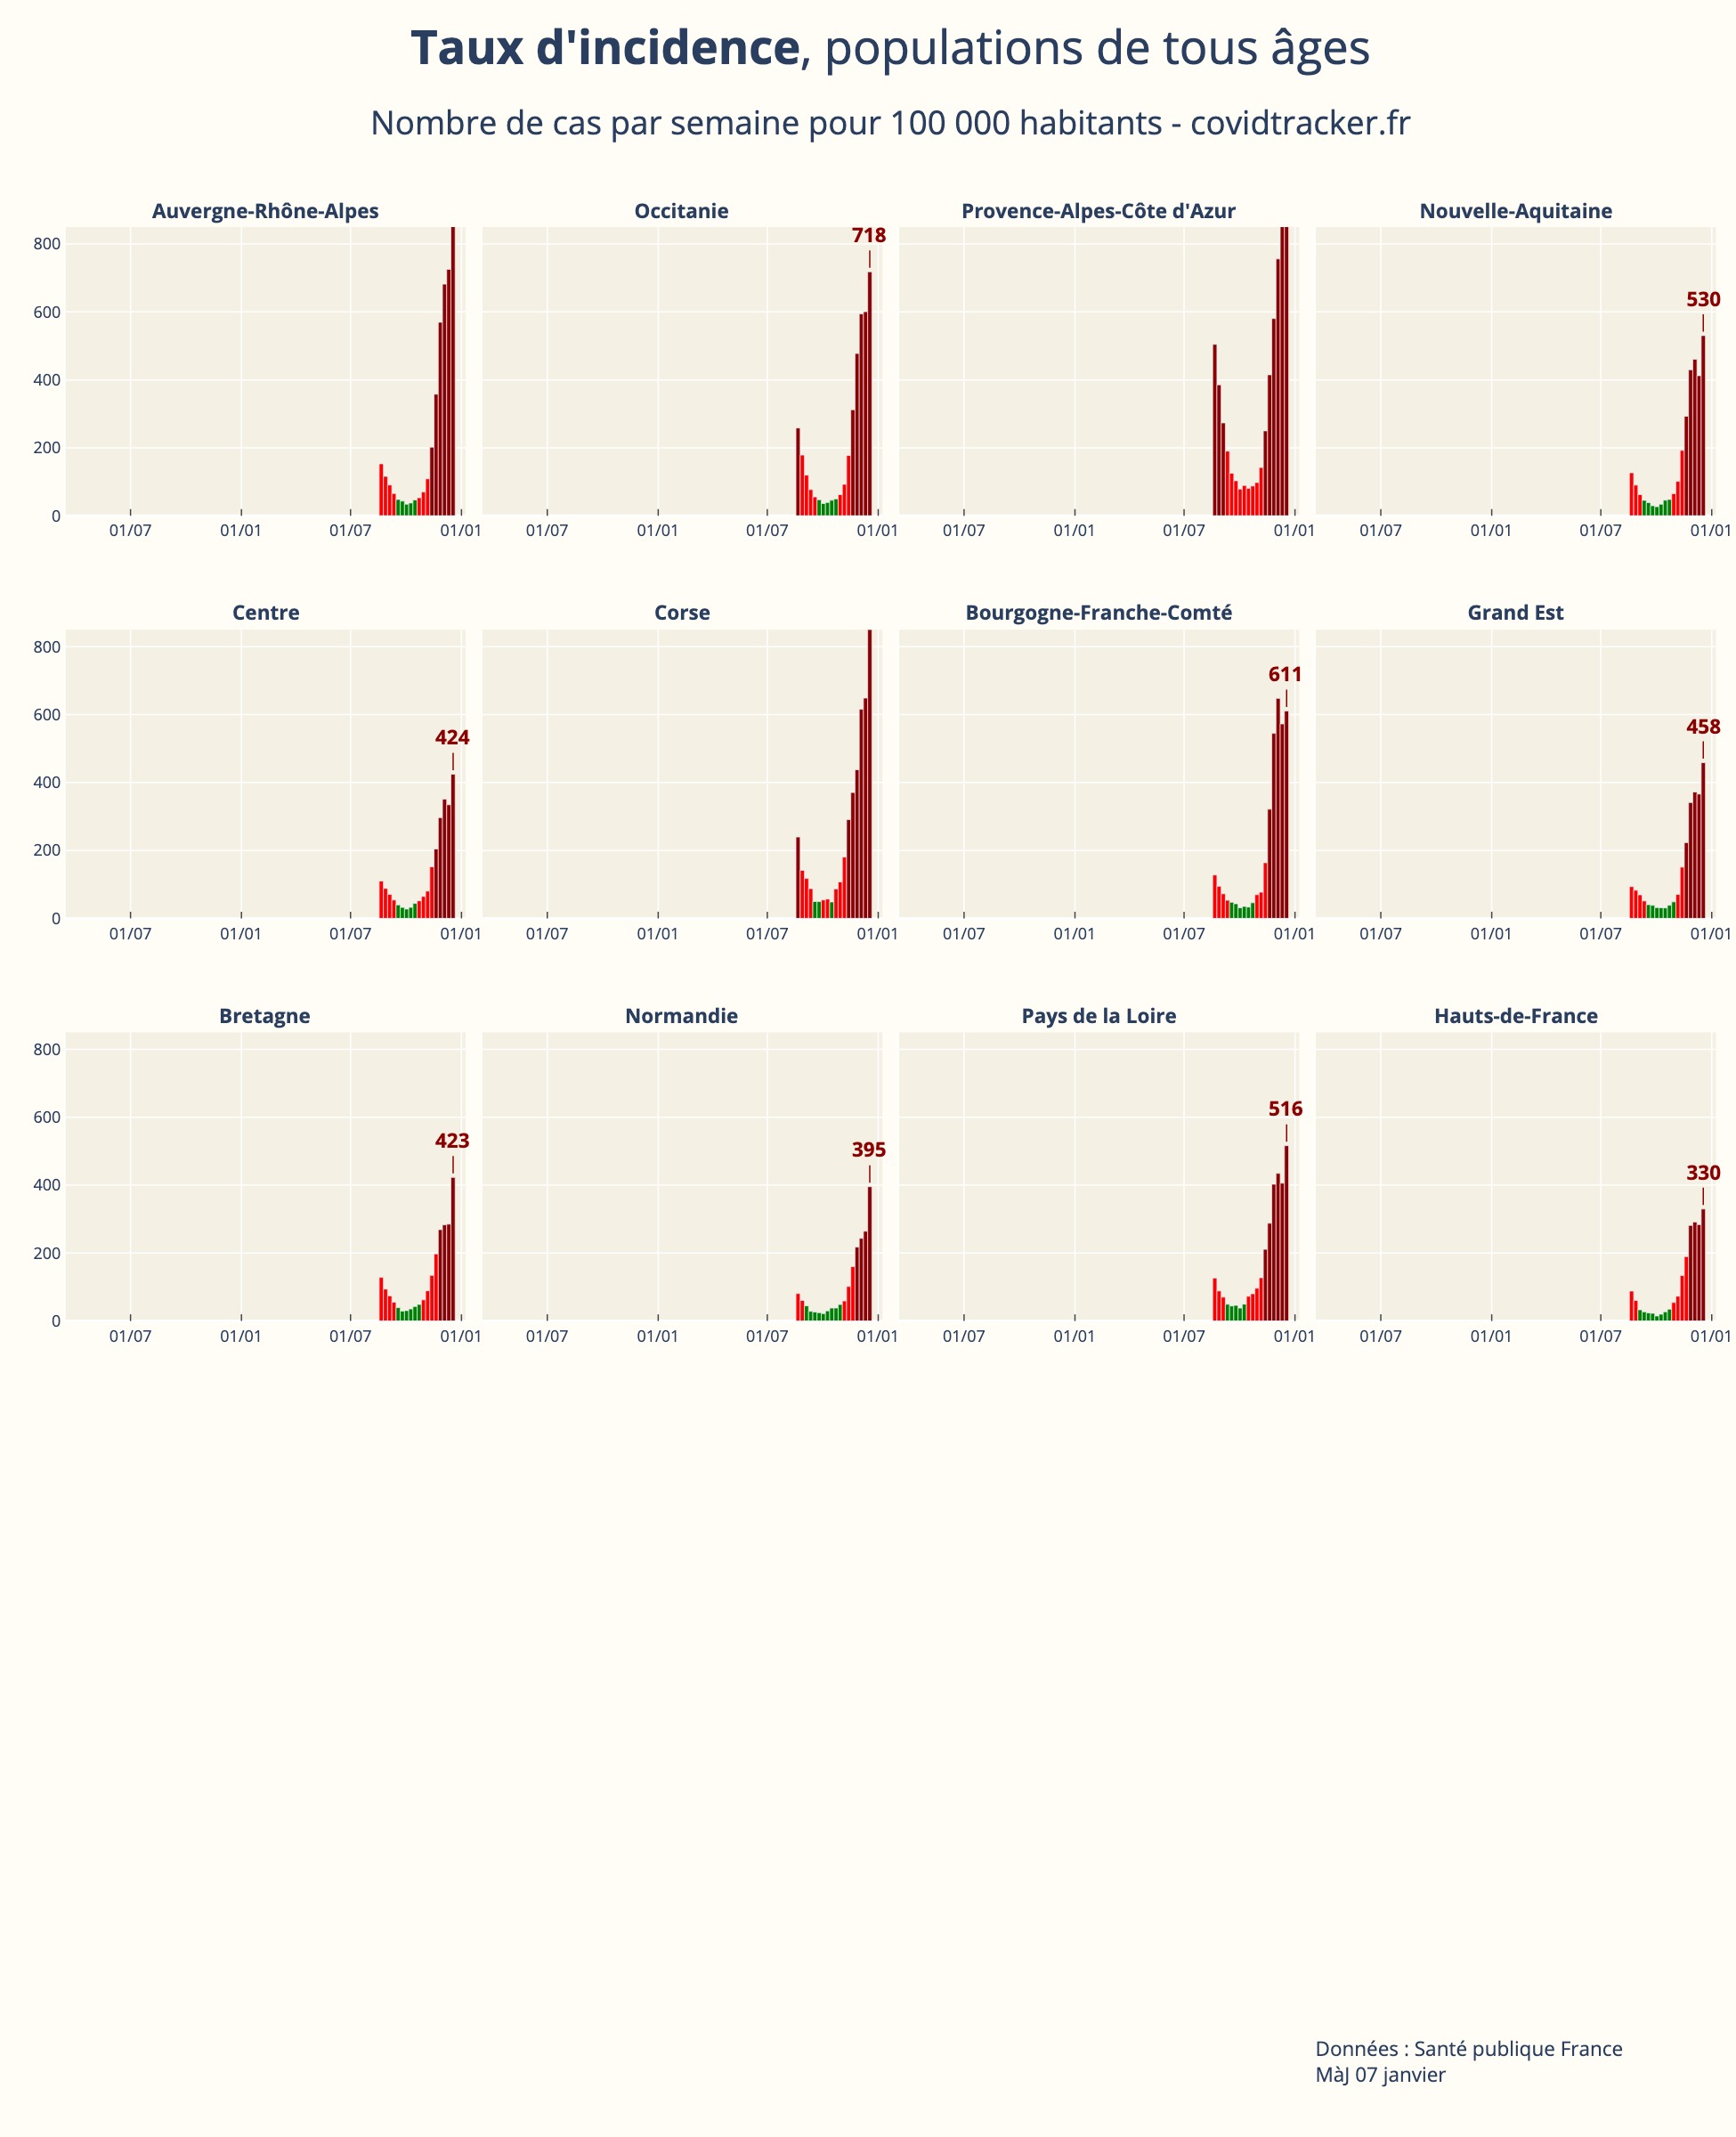 Taux d'incidence, populations de tous âges
Nombre de cas par semaine pour 100 000 habitants - covidtracker.fr
Auvergne-Rhône-Alpes Occitanie Provence-Alpes-Côte d'Azur Nouvelle-Aquitaine
800 718
600 530
400
200
0
01/07 01/01 01/07 01/01 01/07 01/01 01/07 01/01 01/07 01/01 01/07 01/01 01/07 01/01 01/07 01/01
Centre Corse Bourgogne-Franche-Comté Grand Est
800
611
600
424 458
400
200
0
01/07 01/01 01/07 01/01 01/07 01/01 01/07 01/01 01/07 01/01 01/07 01/01 01/07 01/01 01/07 01/01
Bretagne Normandie Pays de la Loire Hauts-de-France
800
600 516
423 395 330
400
200
0
01/07 01/01 01/07 01/01 01/07 01/01 01/07 01/01 01/07 01/01 01/07 01/01 01/07 01/01 01/07 01/01
Données : Santé publique France
MàJ 07 janvier